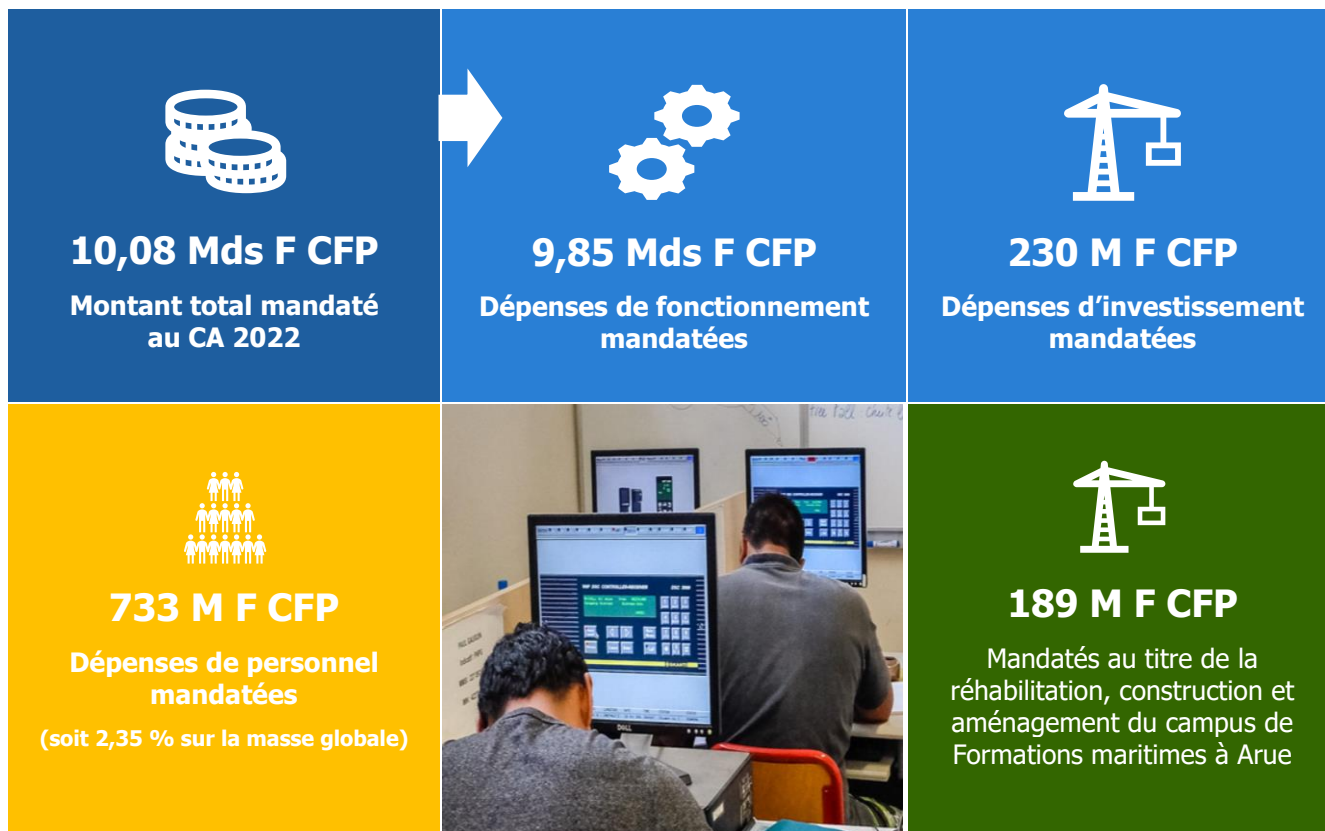 10,08 Mds F CFP
Montant total mandaté
au CA 2022
9,85 Mds F CFP
Dépenses de fonctionnement
mandatées
230 M F CFP
Dépenses d’investissement
mandatées
733 M F CFP
Dépenses de personnel
mandatées
(soit 2,35 % sur la masse globale)
DELL
189 M F CFP
Mandatés au titre de la
réhabilitation, construction et
aménagement du campus de
Formations maritimes à Arue